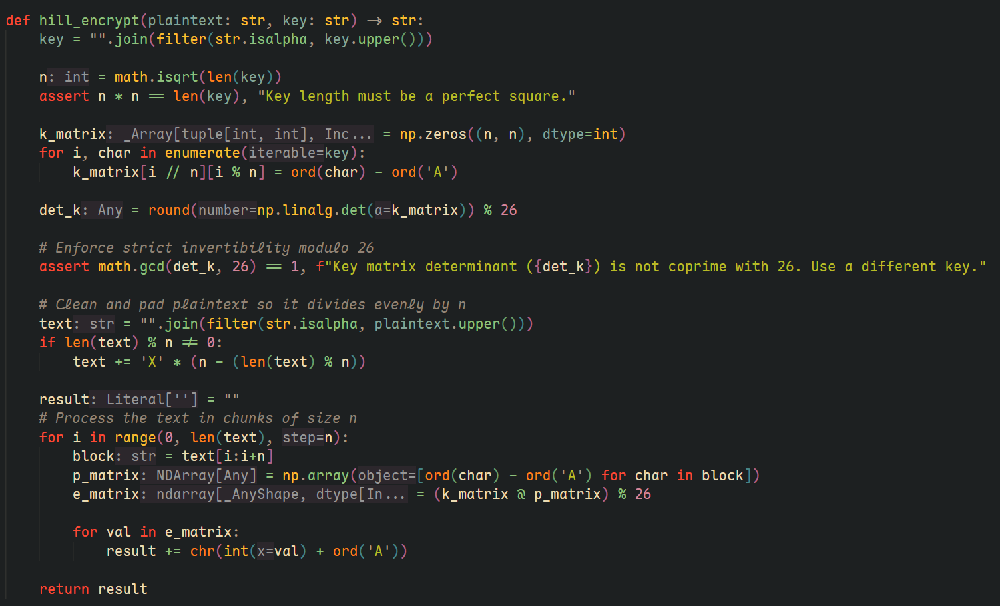 def hill_encrypt(plaintext: str, key: str) -> str:
    key = "".join(filter(str.isalpha, key.upper()))

    n: int = math.isqrt(len(key))
    assert n * n == len(key), "Key length must be a perfect square."

    k_matrix: _Array[tuple[int, int], Inc... = np.zeros((n, n), dtype=int)
    for i, char in enumerate(iterable=key):
        k_matrix[i // n][i % n] = ord(char) - ord('A')

    det_k: Any = round(number=np.linalg.det(a=k_matrix)) % 26

    # Enforce strict invertibility modulo 26
    assert math.gcd(det_k, 26) == 1, f"Key matrix determinant ({det_k}) is not coprime with 26. Use a different key."

    # Clean and pad plaintext so it divides evenly by n
    text: str = "".join(filter(str.isalpha, plaintext.upper()))
    if len(text) % n != 0:
        text += 'X' * (n - (len(text) % n))

    result: Literal[''] = ""
    # Process the text in chunks of size n
    for i in range(0, len(text), step=n):
        block: str = text[i:i+n]
        p_matrix: NDArray[Any] = np.array(object=[ord(char) - ord('A') for char in block])
        e_matrix: ndarray[_AnyShape, dtype[In... = (k_matrix @ p_matrix) % 26

        for val in e_matrix:
            result += chr(int(x=val) + ord('A'))

    return result